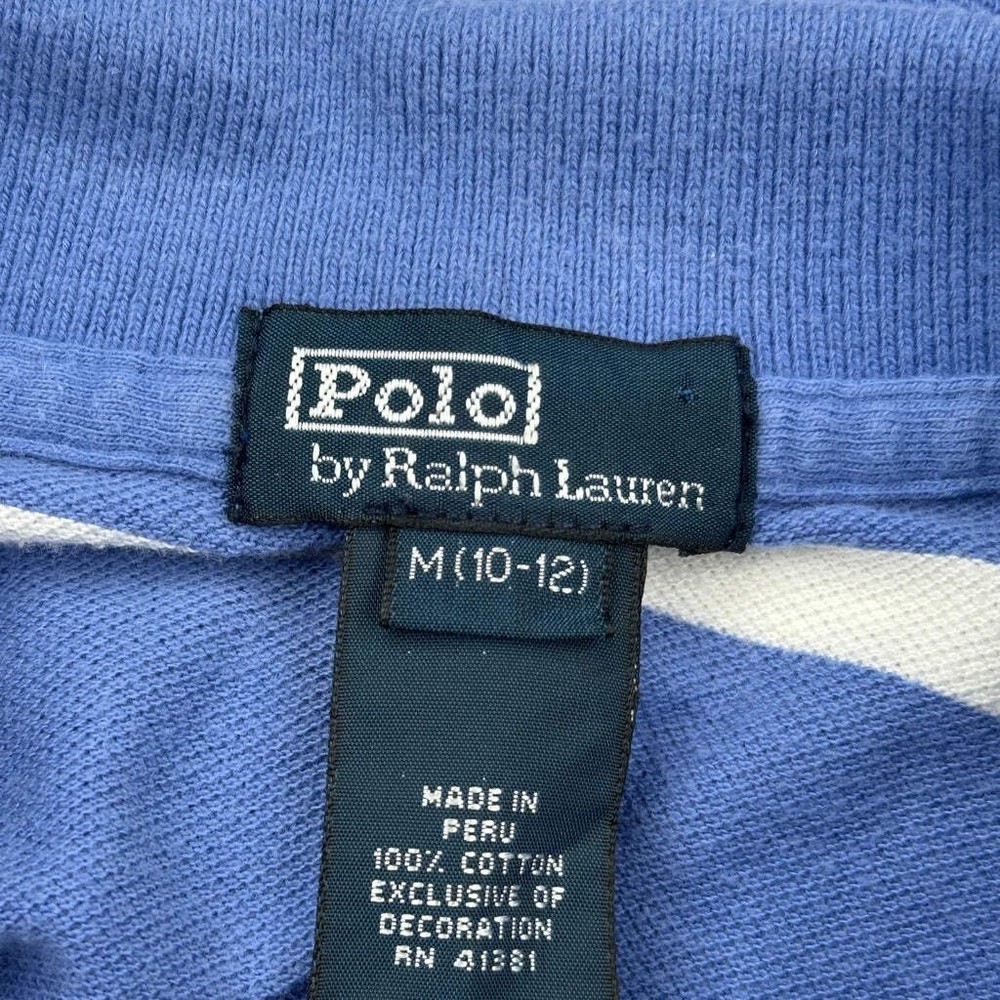 Polo
by Ralph Lauren
M (10-12)
MADE IN
PERU
100% COTTON
EXCLUSIVE OF
DECORATION
RN 41381